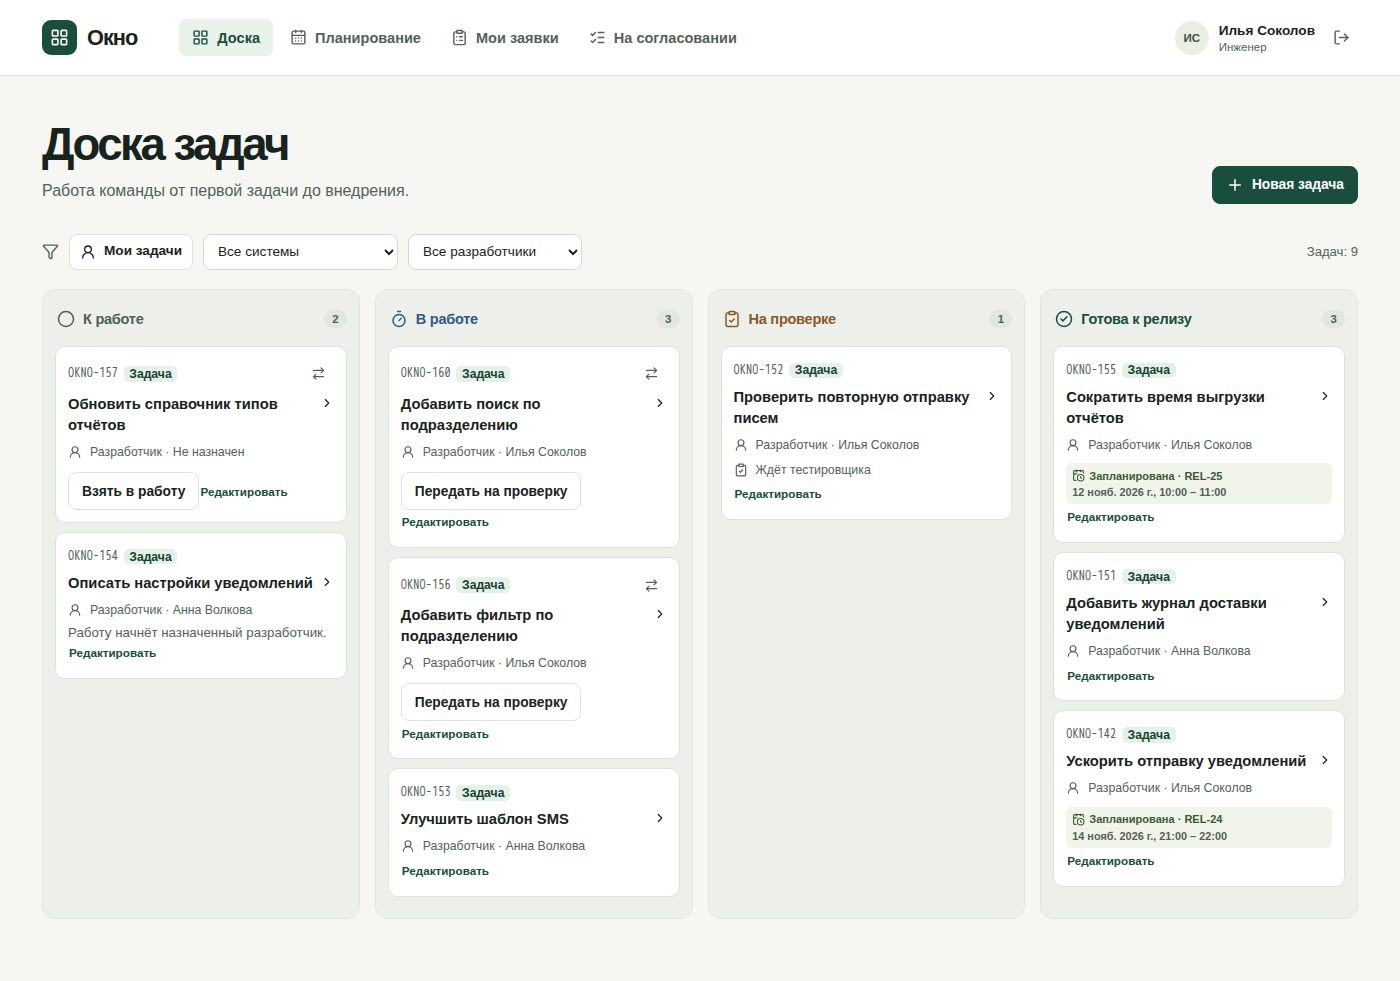 Окно
Доска
Планирование
Мои заявки
На согласовании
ИС
Илья Соколов
Инженер
Доска задач
Работа команды от первой задачи до внедрения.
Новая задача
Мои задачи
Все системы
Все разработчики
Задач: 9
К работе
2
OKNO-157 Задача
Обновить справочник типов
отчётов
Разработчик · Не назначен
Взять в работу
Редактировать
OKNO-154 Задача
Описать настройки уведомлений
Разработчик · Анна Волкова
Работу начнёт назначенный разработчик.
Редактировать
В работе
3
OKNO-160 Задача
Добавить поиск по
подразделению
Разработчик · Илья Соколов
Передать на проверку
Редактировать
OKNO-156 Задача
Добавить фильтр по
подразделению
Разработчик · Илья Соколов
Передать на проверку
Редактировать
OKNO-153 Задача
Улучшить шаблон SMS
Разработчик · Анна Волкова
Редактировать
На проверке
1
OKNO-152 Задача
Проверить повторную отправку
писем
Разработчик · Илья Соколов
Ждёт тестировщика
Редактировать
Готова к релизу
3
OKNO-155 Задача
Сократить время выгрузки
отчётов
Разработчик · Илья Соколов
Запланирована · REL-25
12 нояб. 2026 г., 10:00 – 11:00
Редактировать
OKNO-151 Задача
Добавить журнал доставки
уведомлений
Разработчик · Анна Волкова
Редактировать
OKNO-142 Задача
Ускорить отправку уведомлений
Разработчик · Илья Соколов
Запланирована · REL-24
14 нояб. 2026 г., 21:00 – 22:00
Редактировать